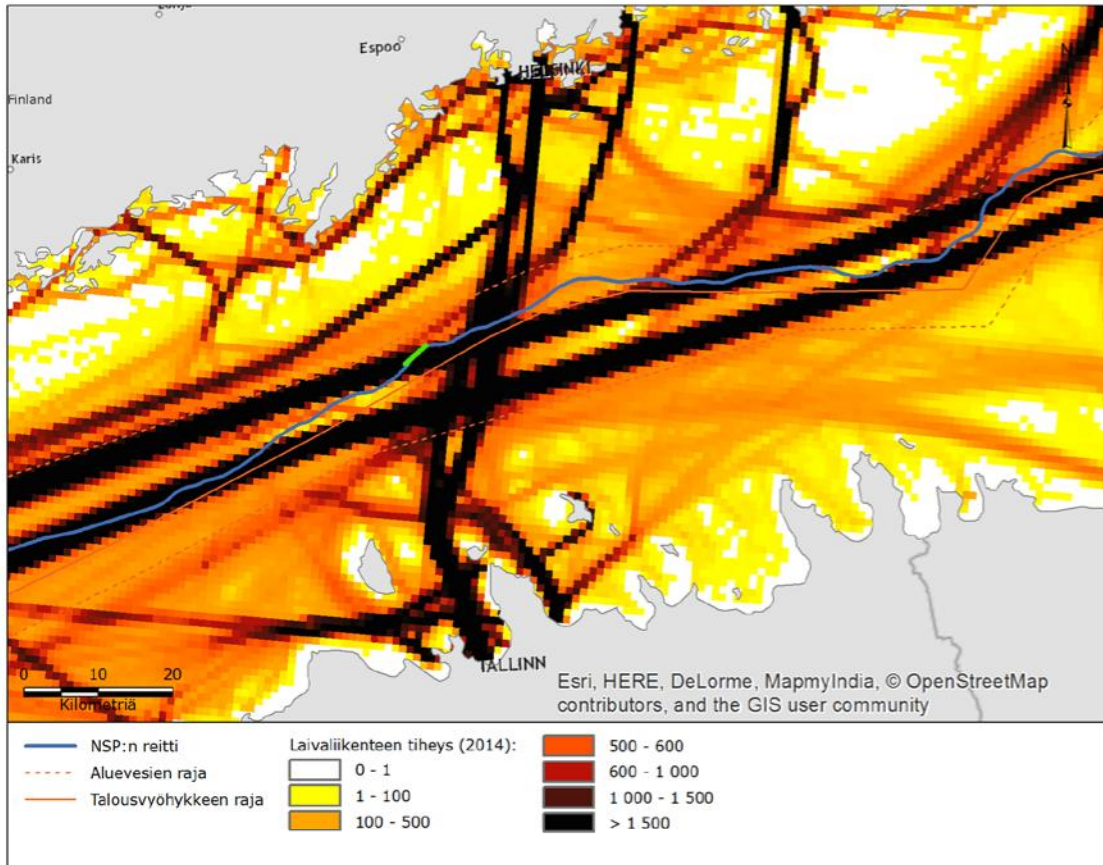 Espoo
HELSINKI
N
Finland
Karis
TALLINN
0 10 20
Kilometriä
Esri, HERE, DeLorme, MapmyIndia, © OpenStreetMap
contributors, and the GIS user community
NSP:n reitti
Aluevesien raja
Talousvyöhykkeen raja
Laivaliikenteen tiheys (2014):
0 - 1
1 - 100
100 - 500
500 - 600
600 - 1 000
1 000 - 1 500
> 1 500